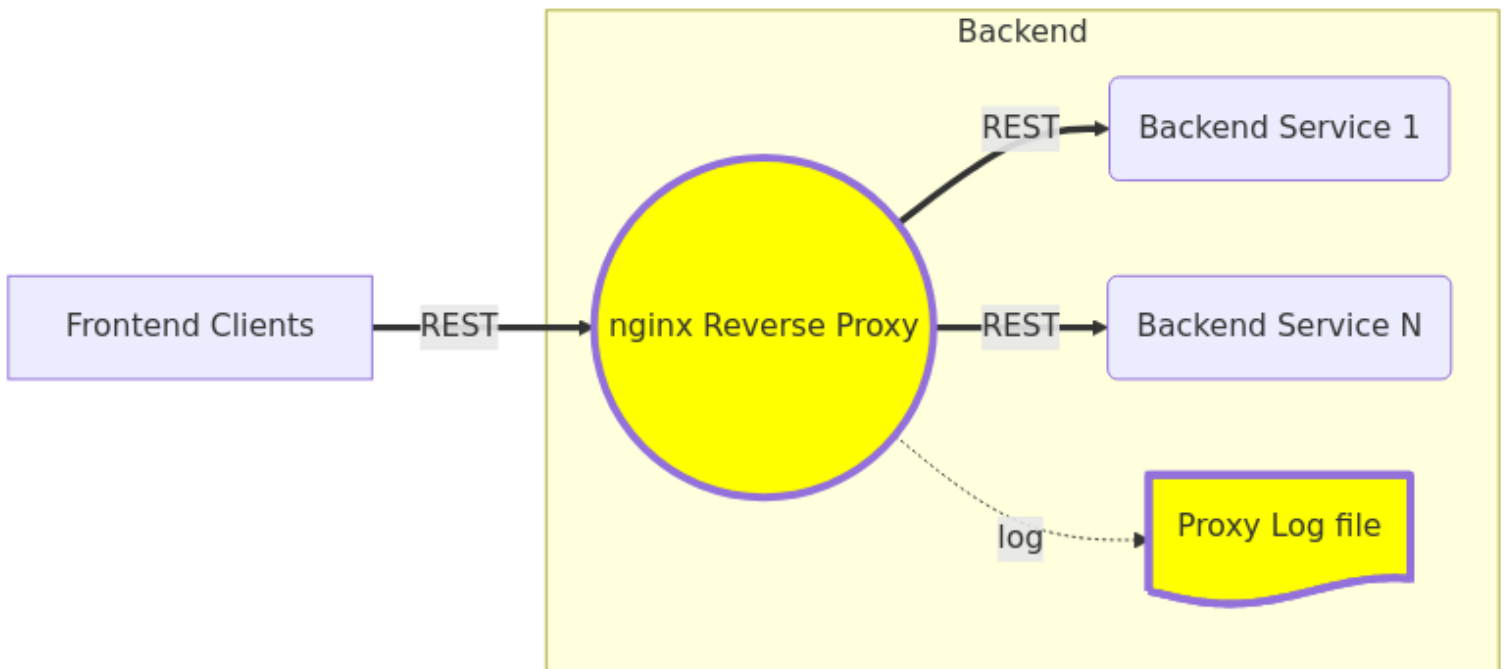 Backend
REST
Backend Service 1
Frontend Clients
REST
nginx Reverse Proxy
REST
Backend Service N
log
Proxy Log file